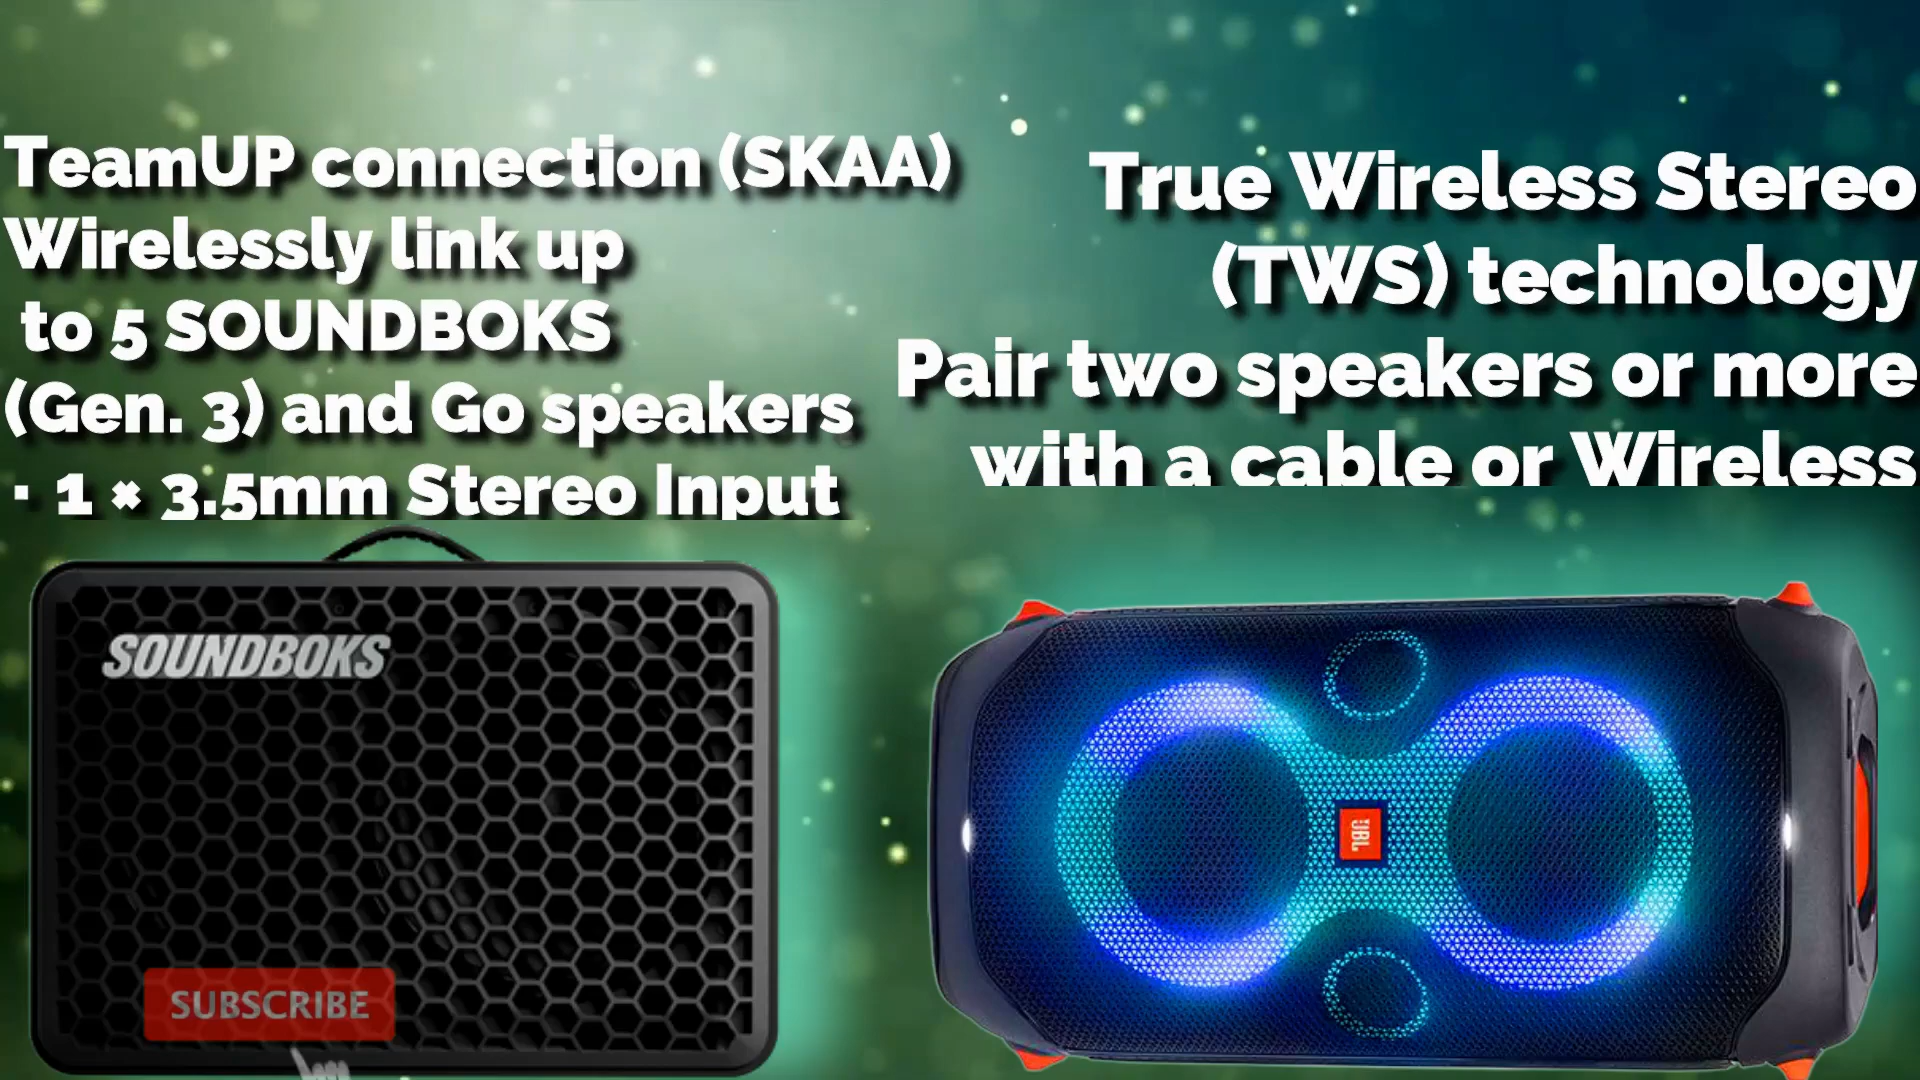 TeamUP connection (SKAA)
Wirelessly link up
to 5 SOUNDBOKS
(Gen. 3) and Go speakers
· 1 × 3.5mm Stereo Input
True Wireless Stereo
(TWS) technology
Pair two speakers or more
with a cable or Wireless
SOUNDBOKS
JBL
SUBSCRIBE